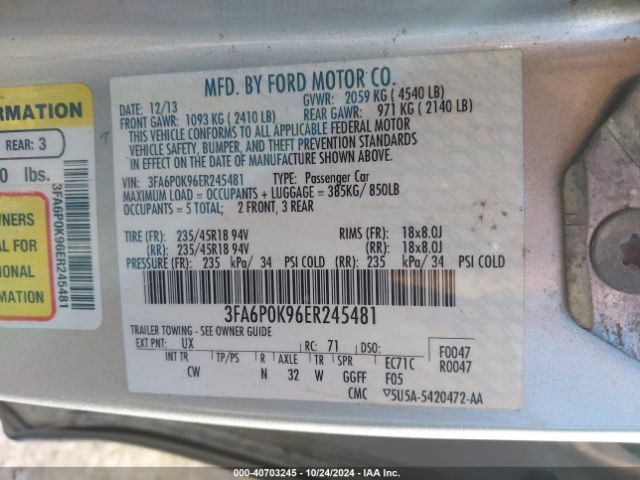 MFD. BY FORD MOTOR CO.
DATE: 12/13 GVWR: 2059 KG ( 4540 LB)
FRONT GAWR: 1093 KG ( 2410 LB) REAR GAWR: 971 KG ( 2140 LB)
THIS VEHICLE CONFORMS TO ALL APPLICABLE FEDERAL MOTOR
VEHICLE SAFETY, BUMPER, AND THEFT PREVENTION STANDARDS
IN EFFECT ON THE DATE OF MANUFACTURE SHOWN ABOVE.
VIN: 3FA6P0K96ER245481 TYPE: Passenger Car
MAXIMUM LOAD = OCCUPANTS + LUGGAGE = 385KG/ 850LB
OCCUPANTS = 5 TOTAL; 2 FRONT, 3 REAR
TIRE (FR): 235/45R18 94V RIMS (FR): 18x8.0J
(RR): 235/45R18 94V (RR): 18x8.0J
PRESSURE (FR): 235 kPa/ 34 PSI COLD (RR): 235 kPa/ 34 PSI COLD
3FA6P0K96ER245481
TRAILER TOWING - SEE OWNER GUIDE
EXT PNT: UX RC: 71 DSO: F0047
R0047
INT TR TP/PS R AXLE TR SPR EC71C
CW N 32 W GGFF F05
CMC ▽5U5A-5420472-AA
ORMATION
REAR: 3
0 lbs.
3FA6P0K96ER245481
WNERS
AL FOR
TIONAL
RMATION
000-40703245 - 10/24/2024 - IAA Inc.